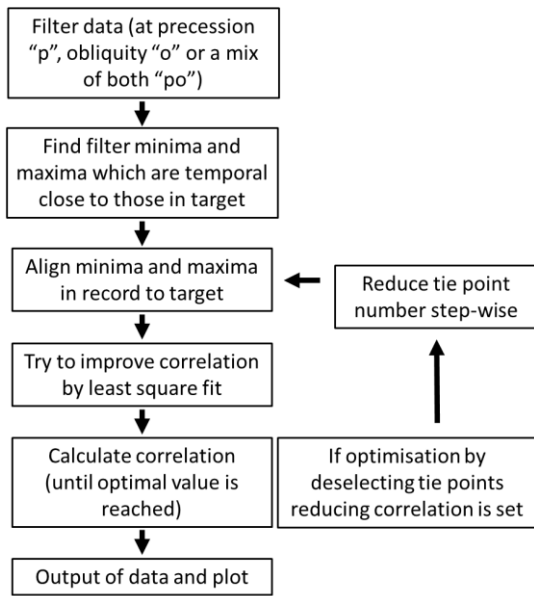 Filter data (at precession
“p”, obliquity “o” or a mix
of both “po”)
Find filter minima and
maxima which are temporal
close to those in target
Align minima and maxima
in record to target
Reduce tie point
number step-wise
Try to improve correlation
by least square fit
Calculate correlation
(until optimal value is
reached)
If optimisation by
deselecting tie points
reducing correlation is set
Output of data and plot